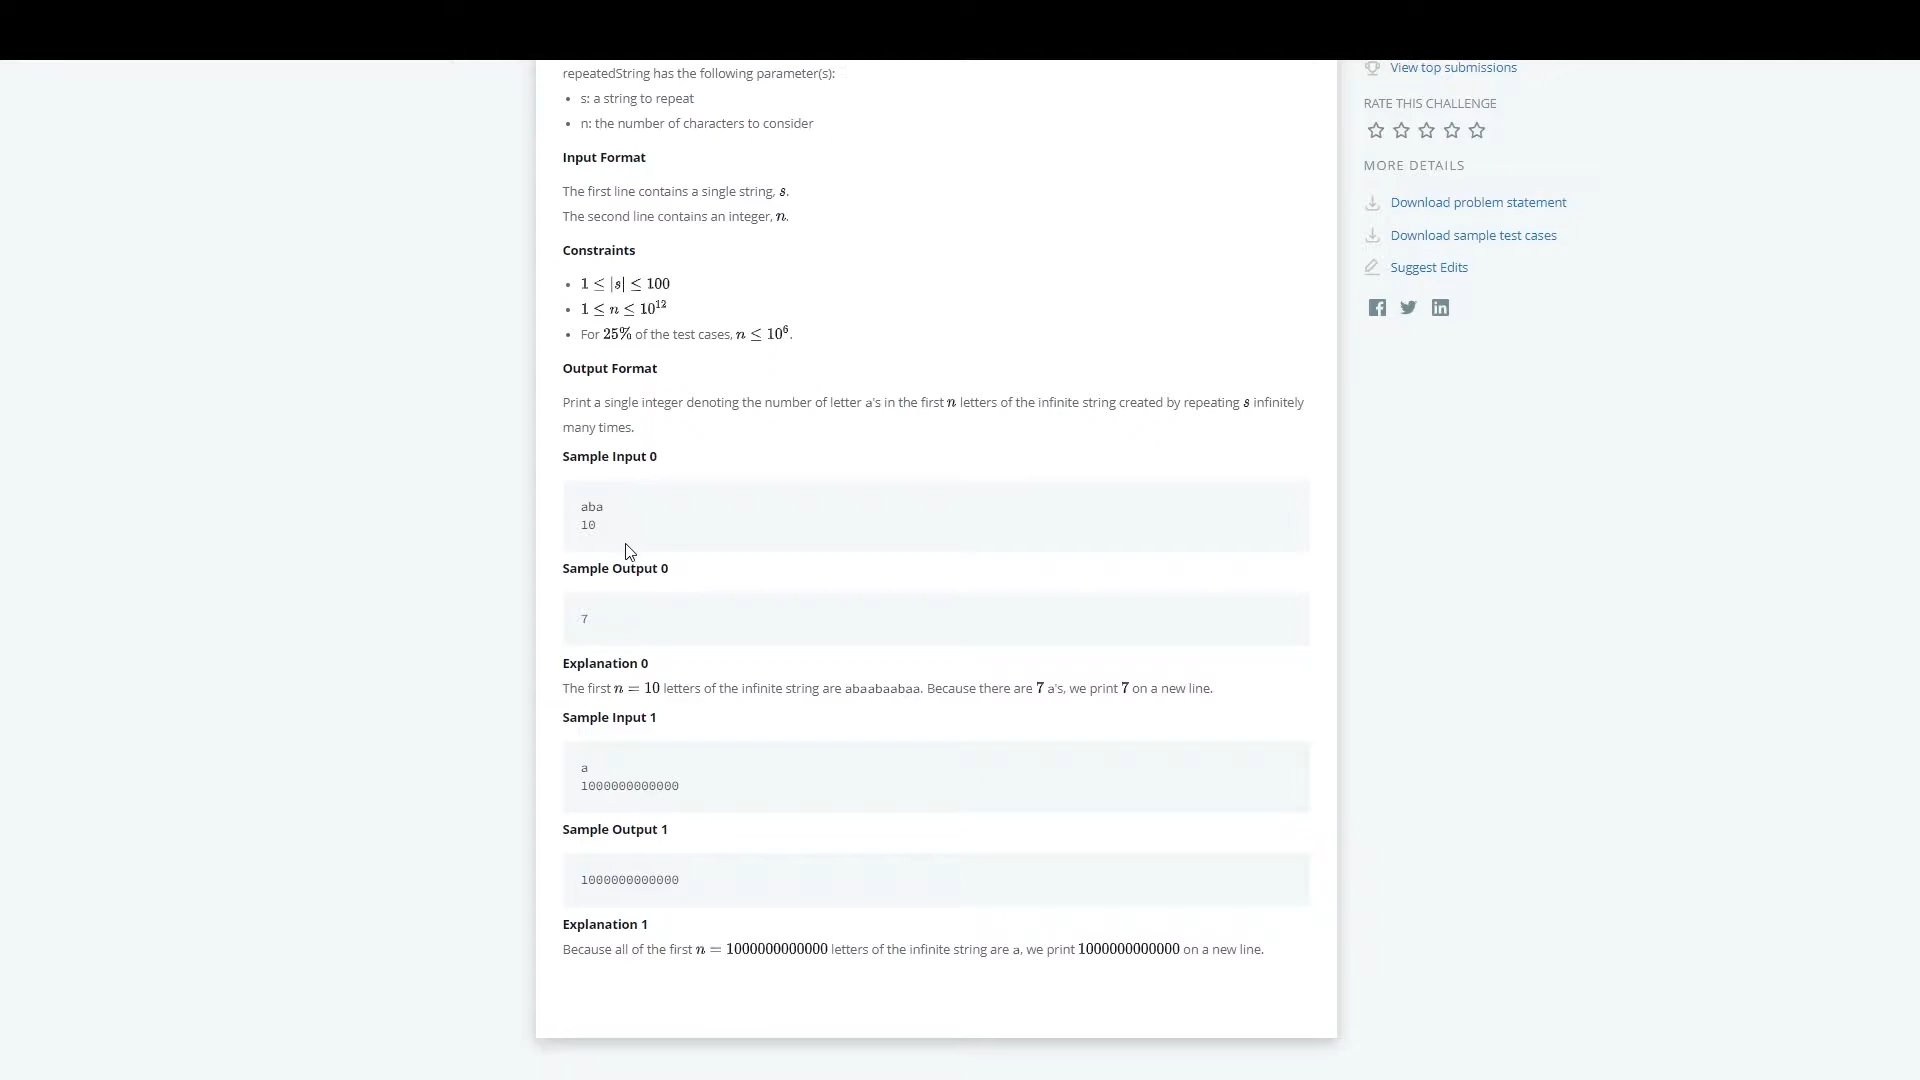 repeatedString has the following parameter(s):
• s: a string to repeat
• n: the number of characters to consider
Input Format
The first line contains a single string, s.
The second line contains an integer, n.
Constraints
• 1 ≤ |s| ≤ 100
• 1 ≤ n ≤ 10^12
• For 25% of the test cases, n ≤ 10^6.
Output Format
Print a single integer denoting the number of letter a's in the first n letters of the infinite string created by repeating s infinitely
many times.
Sample Input 0
aba
10
Sample Output 0
7
Explanation 0
The first n = 10 letters of the infinite string are abaabaabaa. Because there are 7 a's, we print 7 on a new line.
Sample Input 1
a
1000000000000
Sample Output 1
1000000000000
Explanation 1
Because all of the first n = 1000000000000 letters of the infinite string are a, we print 1000000000000 on a new line.
View top submissions
RATE THIS CHALLENGE
MORE DETAILS
Download problem statement
Download sample test cases
Suggest Edits